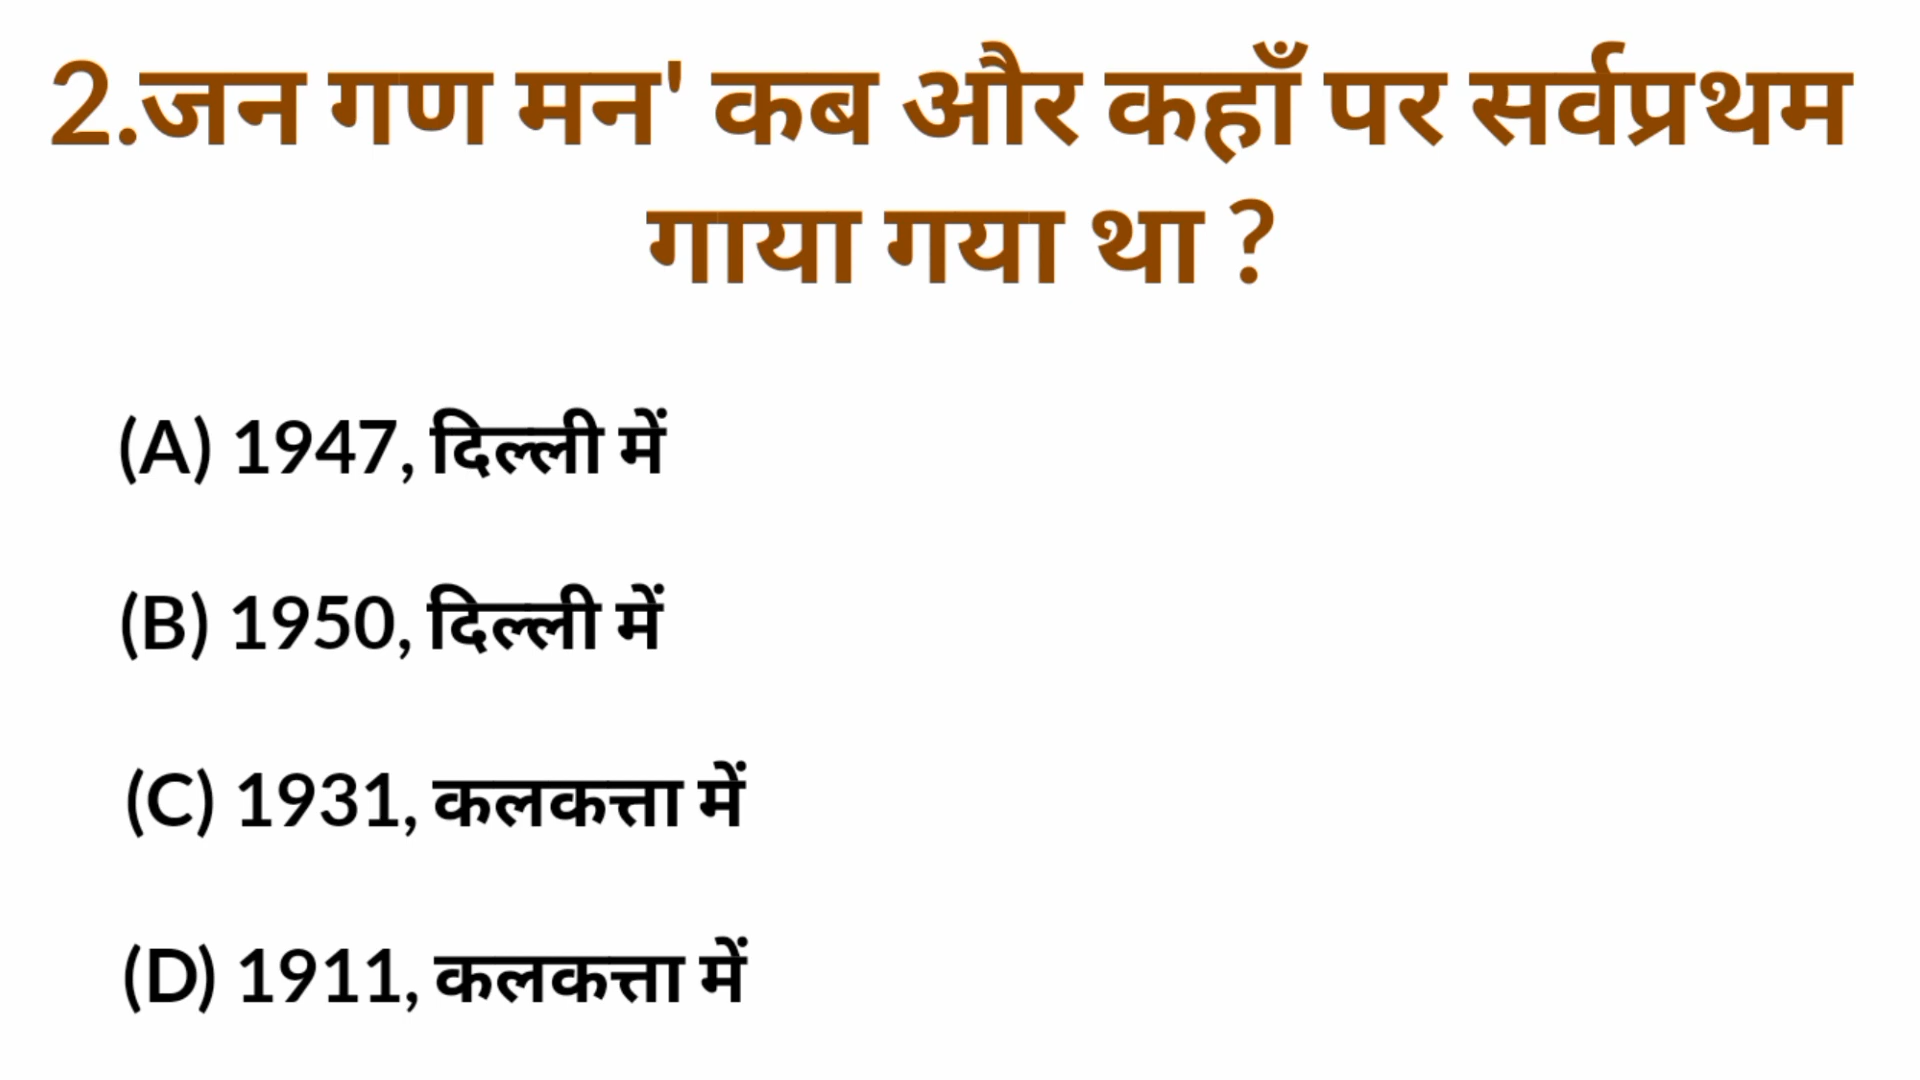 2.जन गण मन' कब और कहाँ पर सर्वप्रथम
गाया गया था ?
(A) 1947, दिल्ली में
(B) 1950, दिल्ली में
(C) 1931, कलकत्ता में
(D) 1911, कलकत्ता में